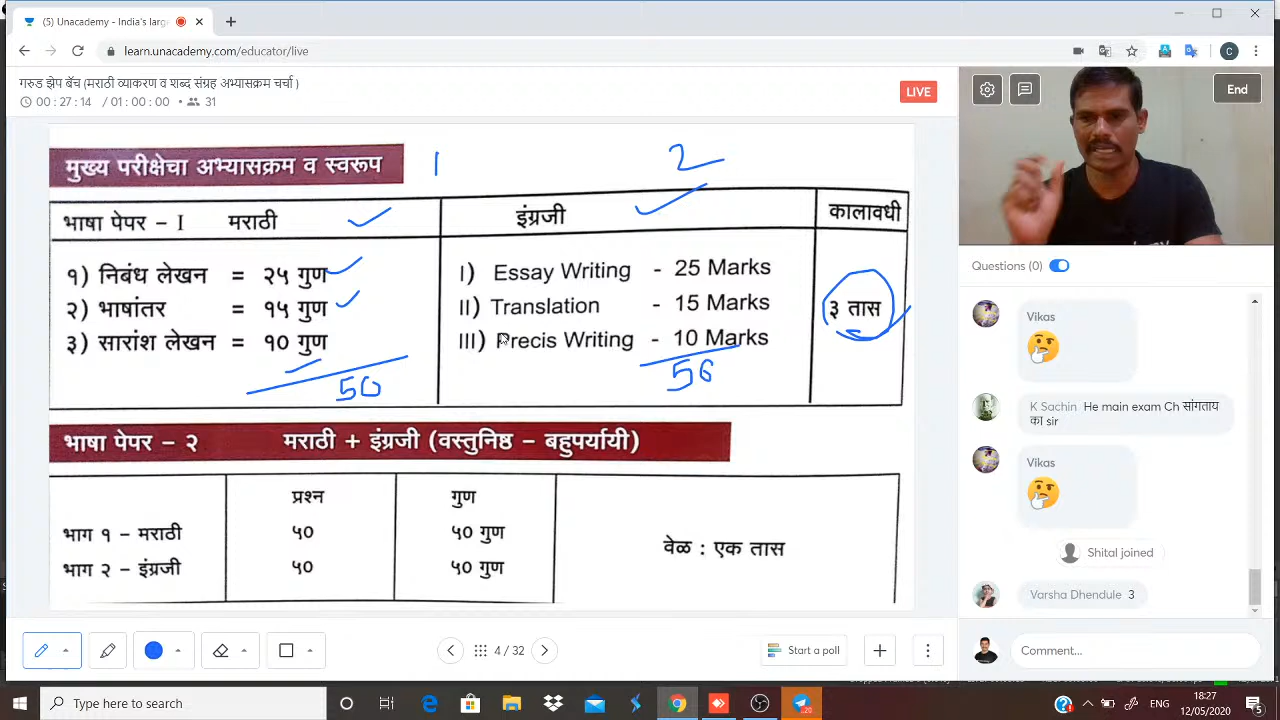 (5) Unacademy - India's larg
learn.unacademy.com/educator/live
C
गरुड झेप बॅच (मराठी व्याकरण व शब्द संग्रह अभ्यासक्रम चर्चा )
00 : 27 : 14 / 01 : 00 : 00 • 31
LIVE
End
मुख्य परीक्षेचा अभ्यासक्रम व स्वरूप
1
2
भाषा पेपर – I मराठी
इंग्रजी
कालावधी
१) निबंध लेखन = २५ गुण
I) Essay Writing - 25 Marks
२) भाषांतर = १५ गुण
II) Translation - 15 Marks
३ तास
३) सारांश लेखन = १० गुण
III) Precis Writing - 10 Marks
50
50
भाषा पेपर – २ मराठी + इंग्रजी (वस्तुनिष्ठ – बहुपर्यायी)
प्रश्न गुण
भाग १ – मराठी ५० ५० गुण
वेळ : एक तास
भाग २ – इंग्रजी ५० ५० गुण
Questions (0)
Vikas
K Sachin He main exam Ch सांगताय
का sir
Vikas
Shital joined
Varsha Dhendule 3
4 / 32
Start a poll
Comment...
Type here to search
ENG
18:27
12/05/2020
5